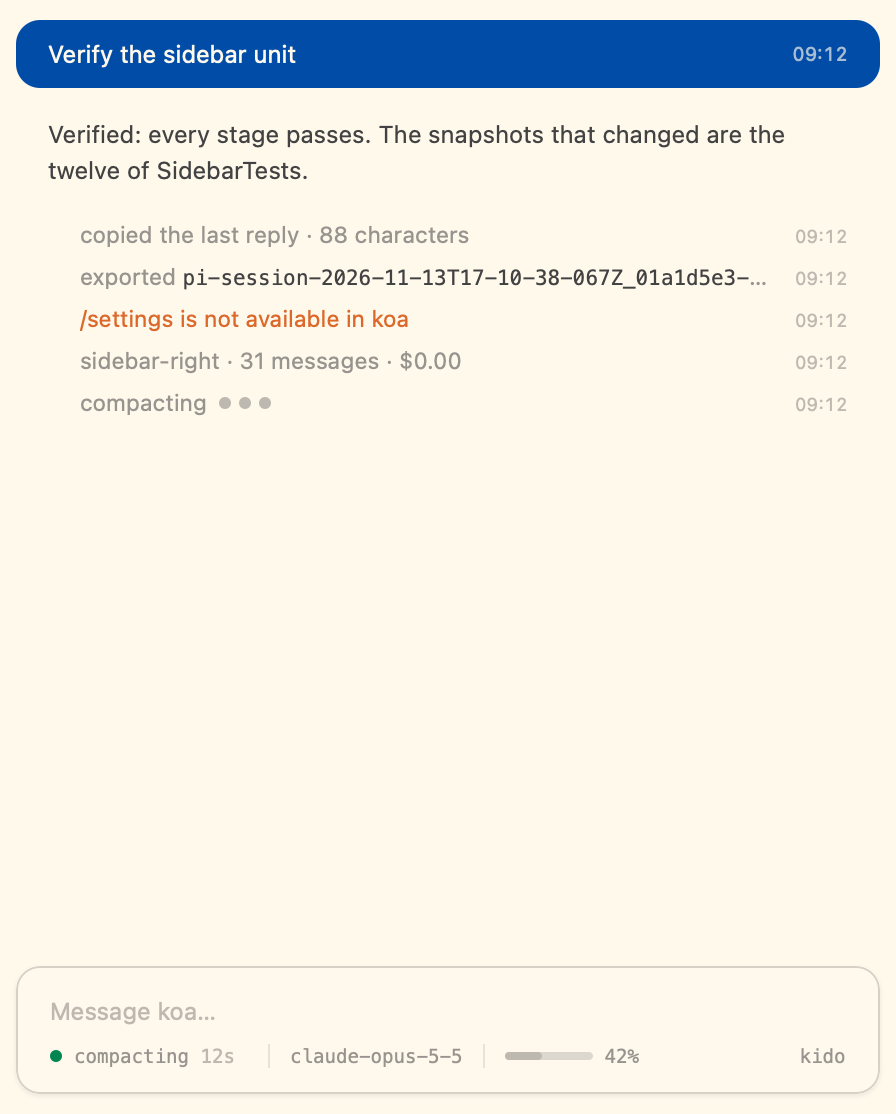 Verify the sidebar unit 09:12
Verified: every stage passes. The snapshots that changed are the
twelve of SidebarTests.
copied the last reply · 88 characters 09:12
exported pi-session-2026-11-13T17-10-38-067Z_01a1d5e3-… 09:12
/settings is not available in koa 09:12
sidebar-right · 31 messages · $0.00 09:12
compacting 09:12
Message koa…
compacting 12s claude-opus-5-5 42% kido